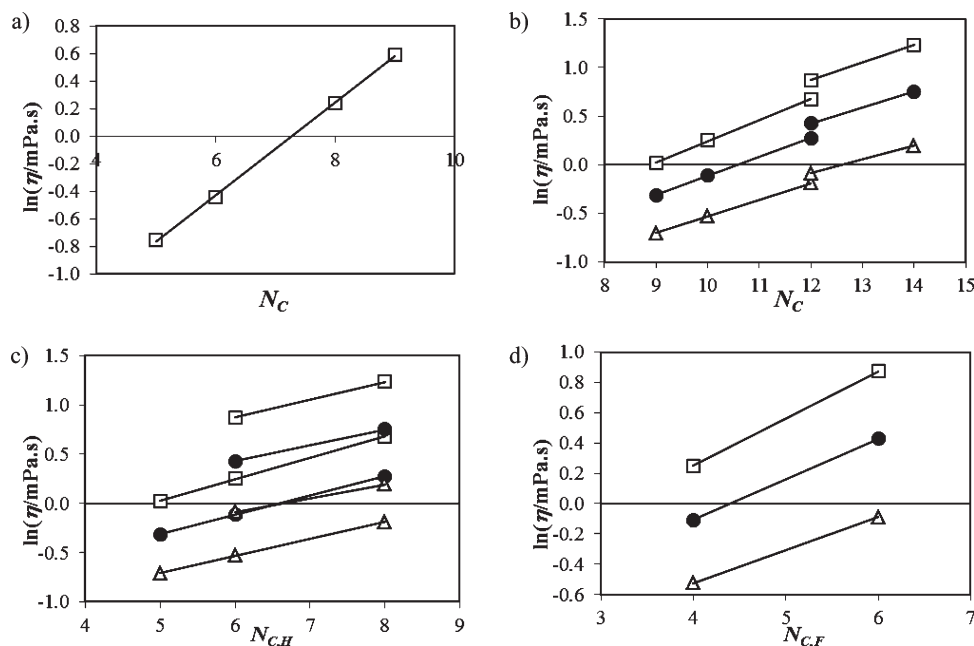 a)
ln(η/mPa.s)
0.8
0.6
0.4
0.2
0.0
-0.2
-0.4
-0.6
-0.8
-1.0
4 6 8 10
N_C
b)
ln(η/mPa.s)
1.5
1.0
0.5
0.0
-0.5
-1.0
8 9 10 11 12 13 14 15
N_C
c)
ln(η/mPa.s)
1.5
1.0
0.5
0.0
-0.5
-1.0
4 5 6 7 8 9
N_C,H
d)
ln(η/mPa.s)
1.0
0.8
0.6
0.4
0.2
0.0
-0.2
-0.4
-0.6
3 4 5 6 7
N_C,F